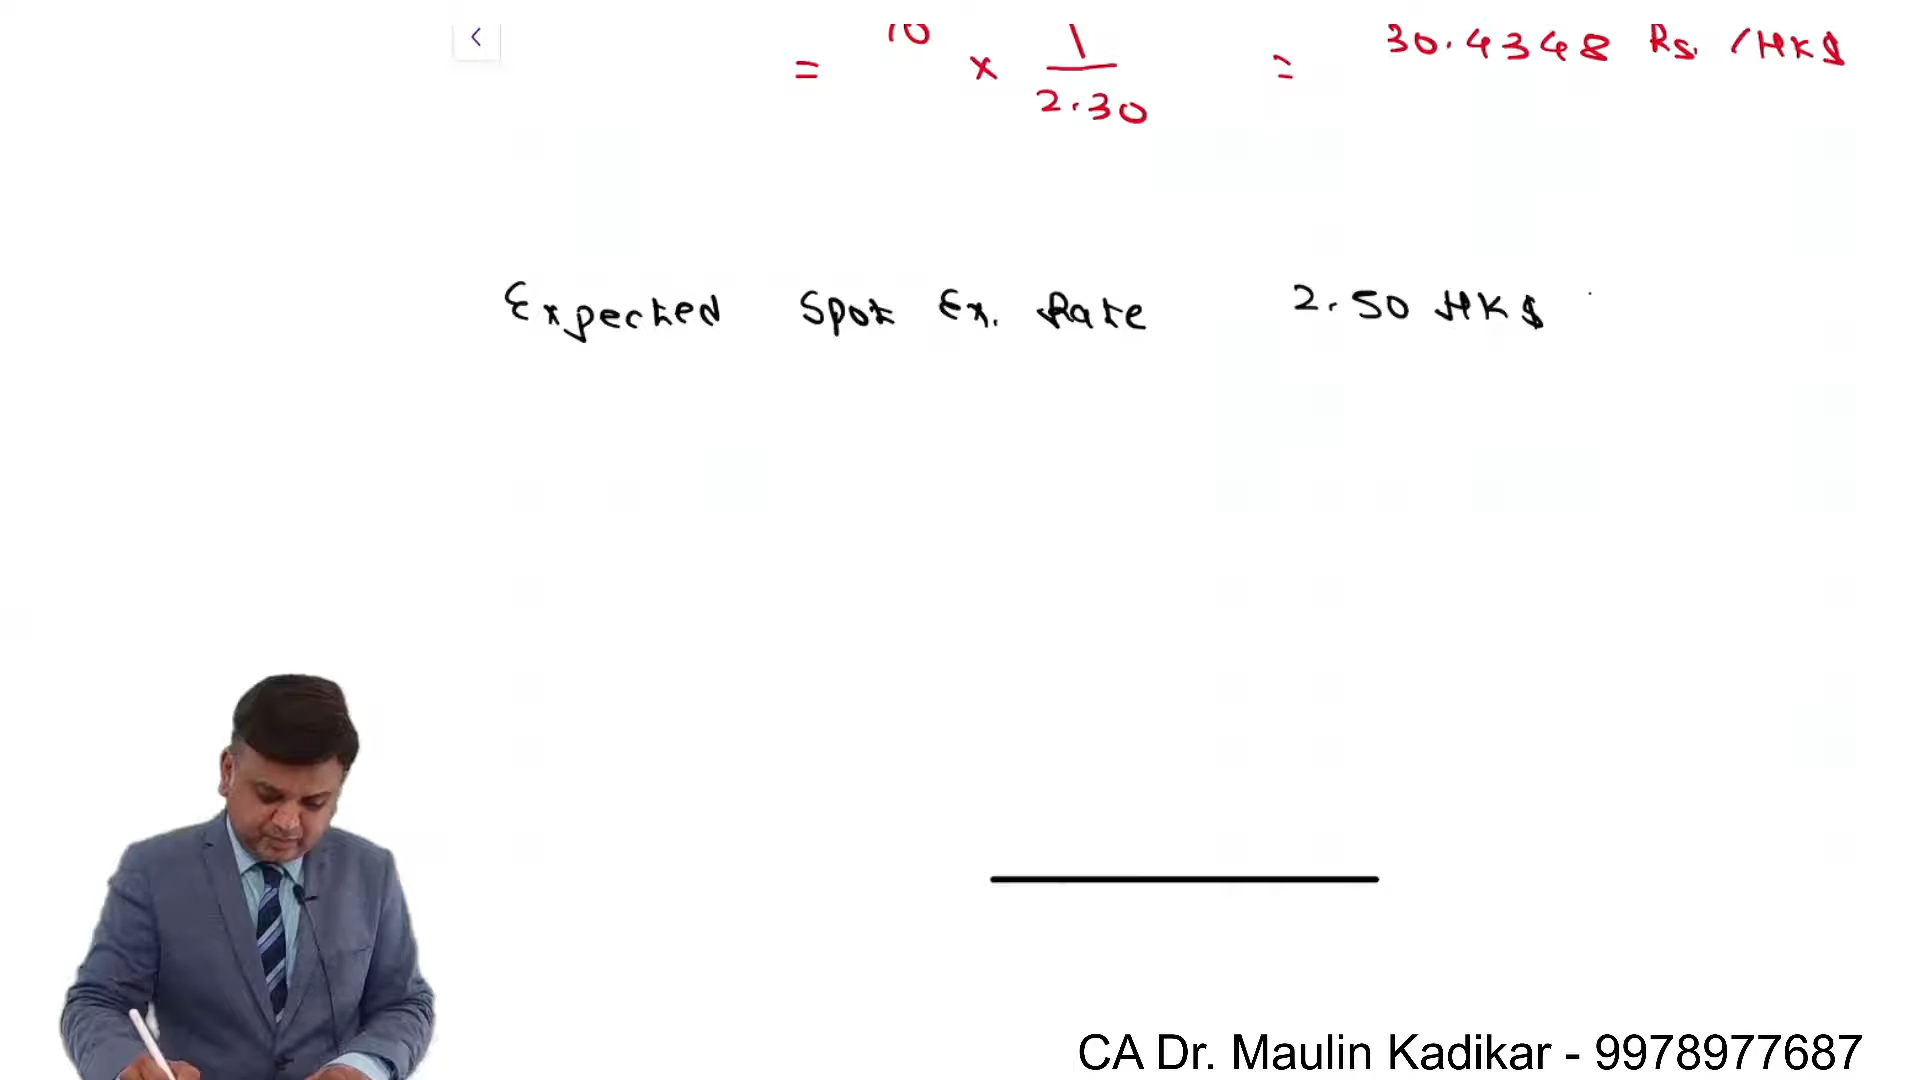 = 10 × 1/2.30 = 30.4348 Rs. /HK$
Expected Spot Ex. Rate 2.50 HK$
CA Dr. Maulin Kadikar - 9978977687